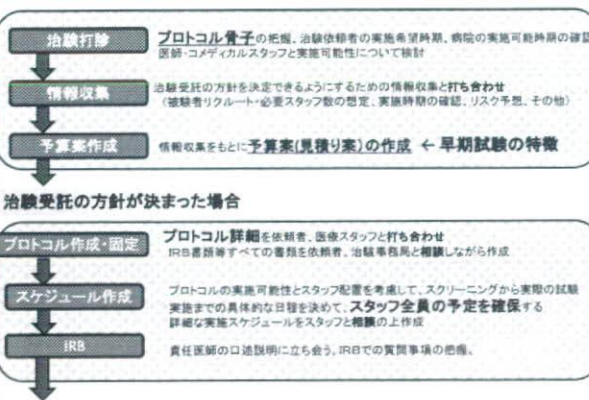 治験打診
プロトコル骨子の把握、治験依頼者の実施希望時期、病院の実施可能時期の確認
医師・コメディカルスタッフと実施可能性について検討
情報収集
治験受託の方針を決定できるようにするための情報収集と打ち合わせ
（被験者リクルート・必要スタッフ数の想定、実施時期の確認、リスク予想、その他）
予算案作成
情報収集をもとに予算案(見積り案)の作成 ← 早期試験の特徴
治験受託の方針が決まった場合
プロトコル作成・固定
プロトコル詳細を依頼者、医療スタッフと打ち合わせ
IRB書類等すべての書類を依頼者、治験事務局と相談しながら作成
スケジュール作成
プロトコルの実施可能性とスタッフ配置を考慮して、スクリーニングから実際の試験
実施までの具体的な日程を決めて、スタッフ全員の予定を確保する
詳細な実施スケジュールをスタッフと相談の上作成
IRB
責任医師の口述説明に立ち会う、IRBでの質問事項の把握。